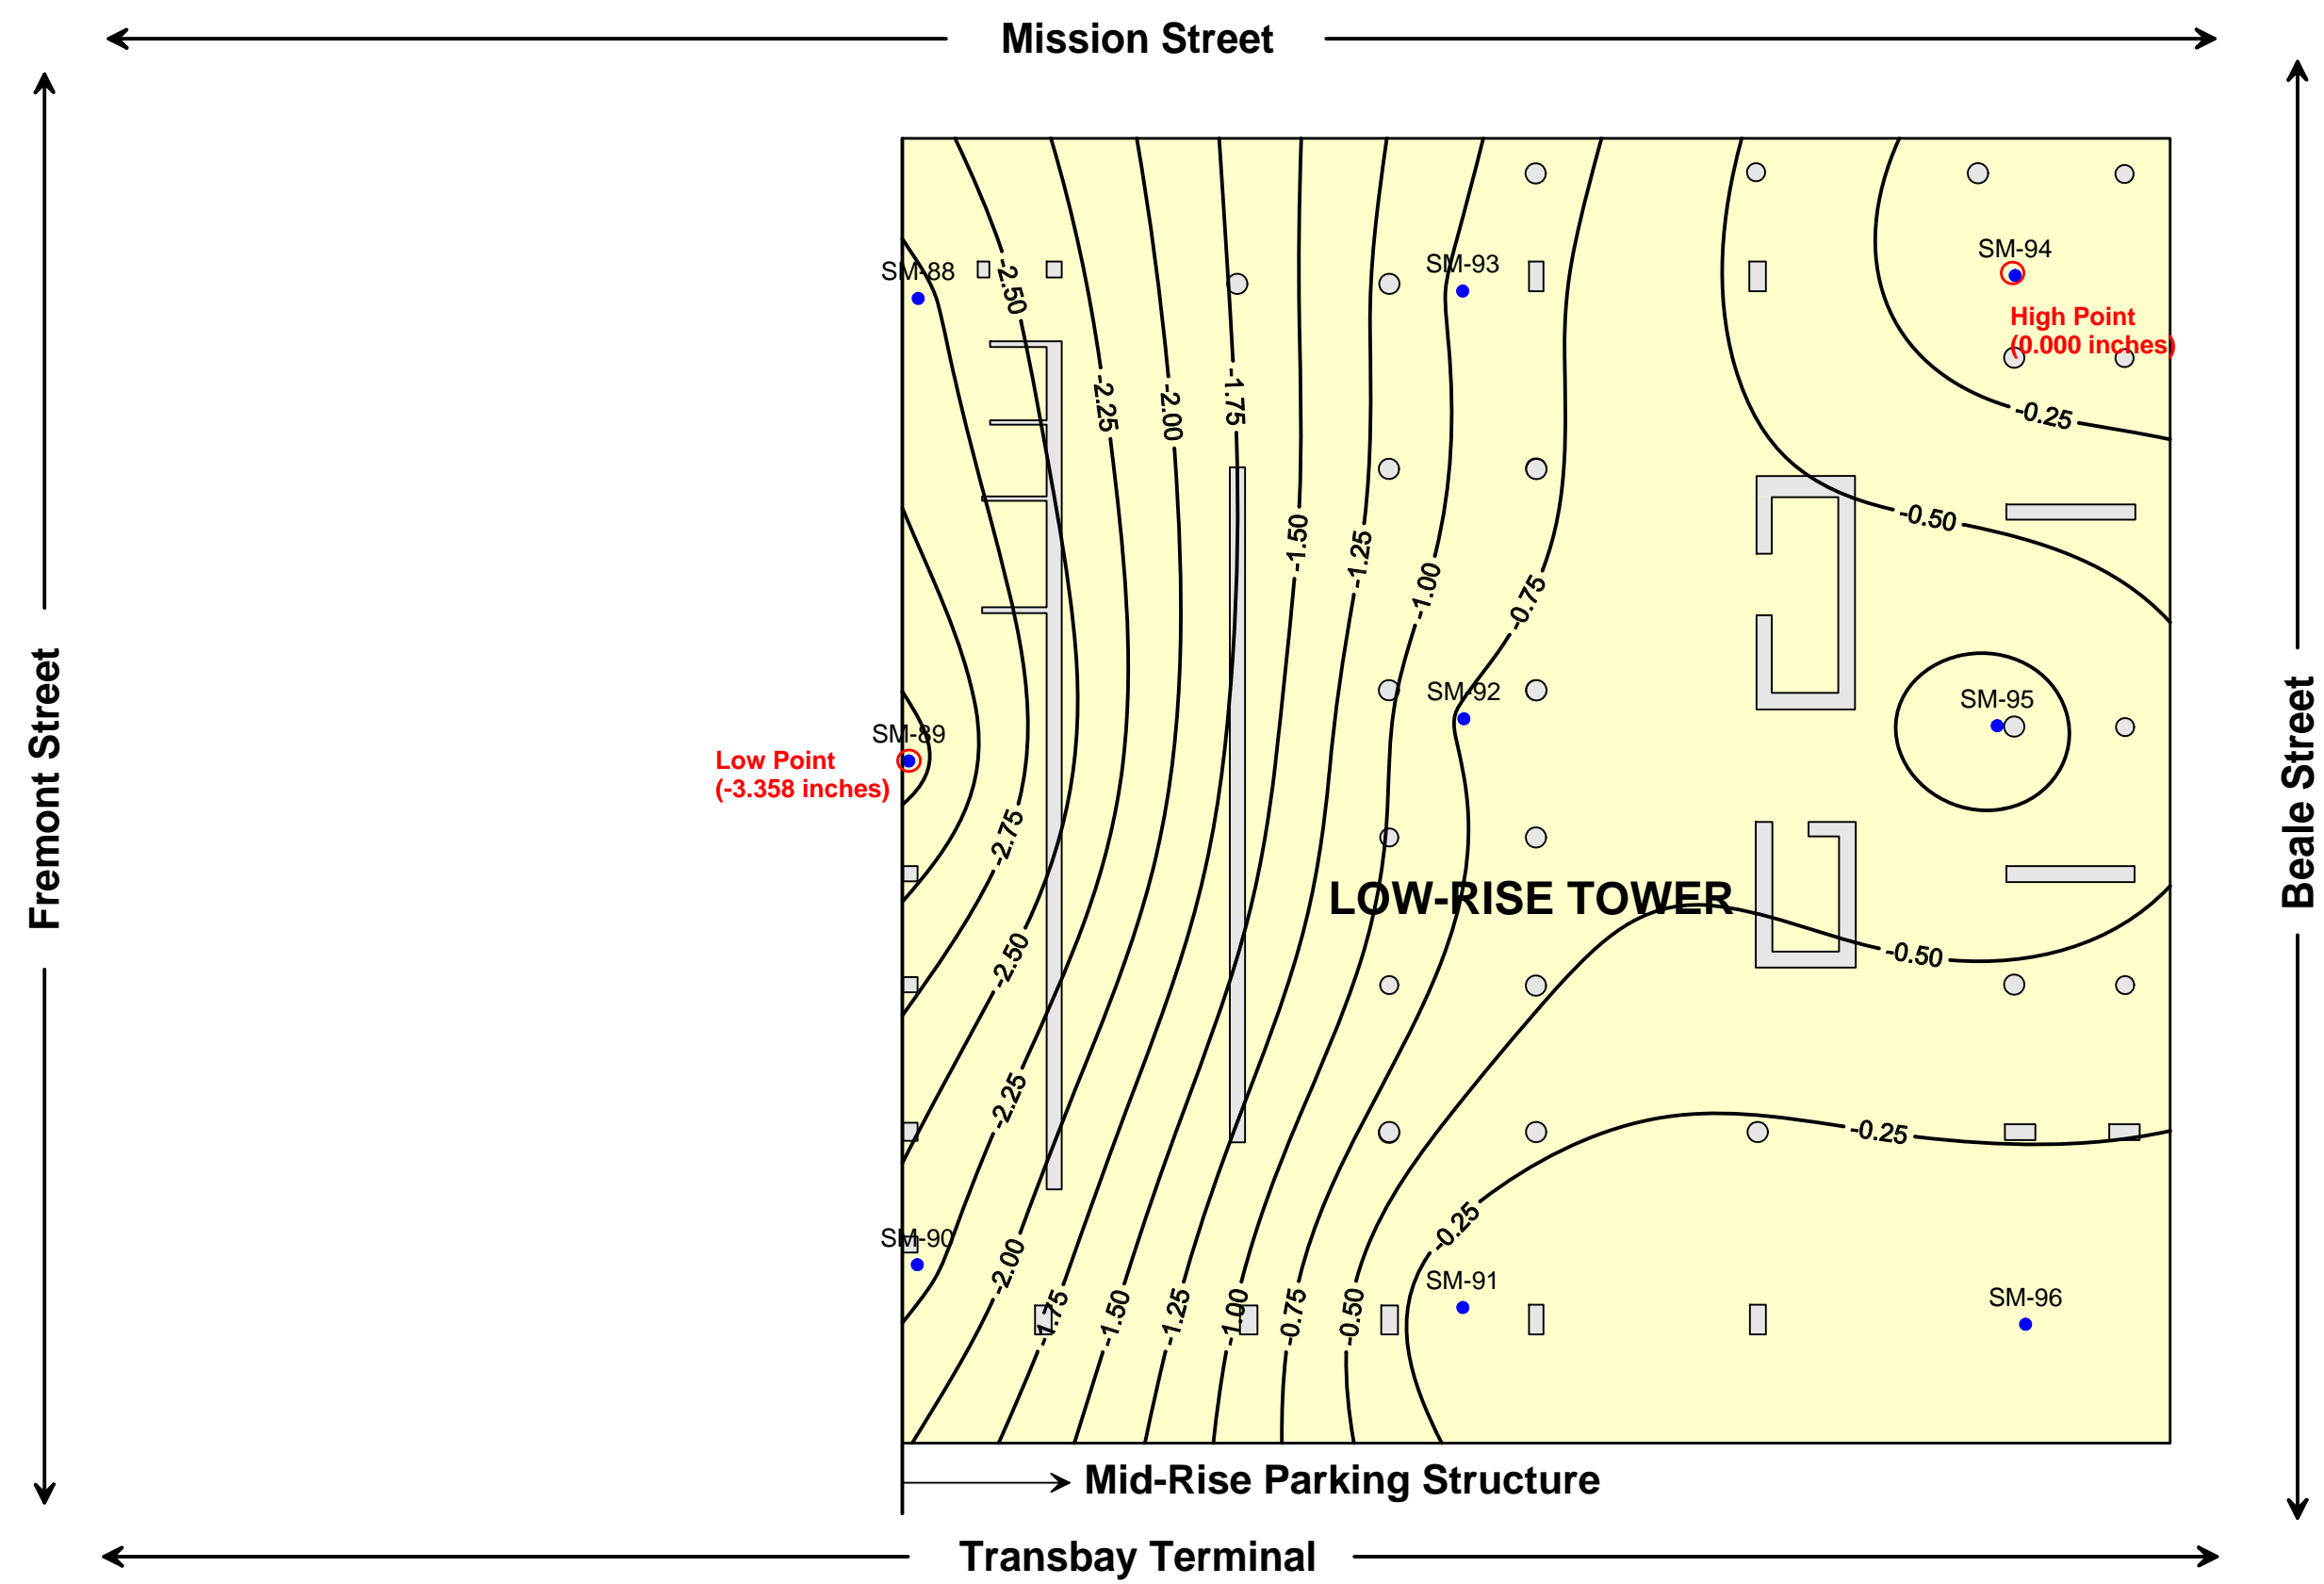 Mission Street
Fremont Street
Beale Street
SM-88
SM-93
SM-94
High Point
(0.000 inches)
-2.50
-2.25
-2.00
-1.75
-0.25
-1.50
-1.25
-1.00
-0.75
-0.50
SM-92
SM-95
SM-89
Low Point
(-3.358 inches)
-2.75
LOW-RISE TOWER
-2.50
-0.50
-2.25
-0.25
SM-90
-0.25
SM-91
SM-96
-2.00
-1.75
-1.50
-1.25
-1.00
-0.75
-0.50
Mid-Rise Parking Structure
Transbay Terminal